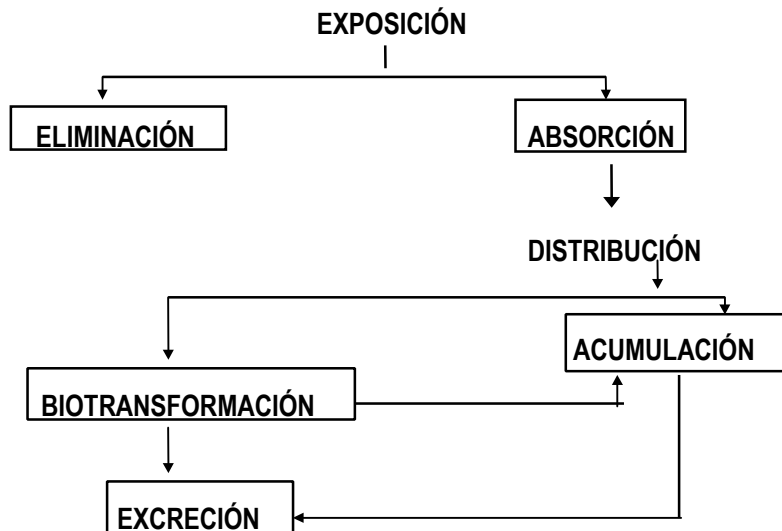 EXPOSICIÓN
ELIMINACIÓN
ABSORCIÓN
DISTRIBUCIÓN
ACUMULACIÓN
BIOTRANSFORMACIÓN
EXCRECIÓN